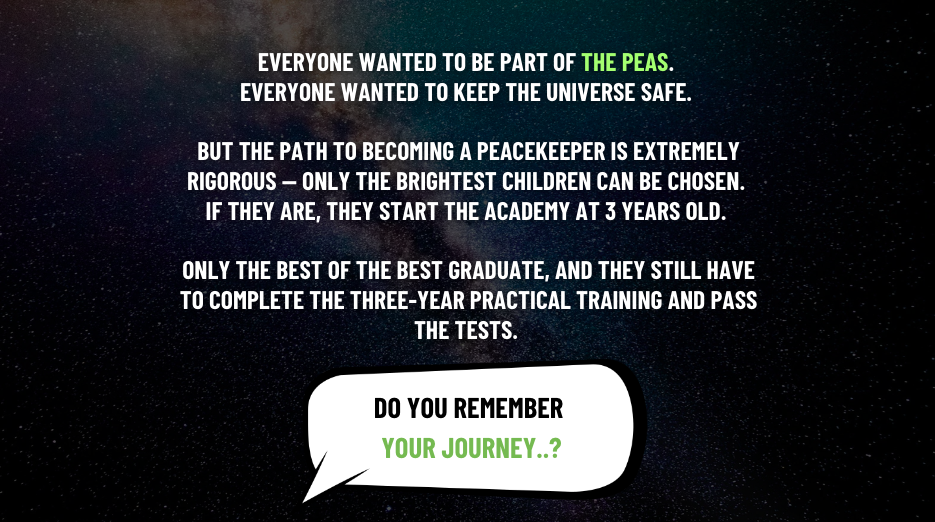 EVERYONE WANTED TO BE PART OF THE PEAS.
EVERYONE WANTED TO KEEP THE UNIVERSE SAFE.
BUT THE PATH TO BECOMING A PEACEKEEPER IS EXTREMELY
RIGOROUS – ONLY THE BRIGHTEST CHILDREN CAN BE CHOSEN.
IF THEY ARE, THEY START THE ACADEMY AT 3 YEARS OLD.
ONLY THE BEST OF THE BEST GRADUATE, AND THEY STILL HAVE
TO COMPLETE THE THREE-YEAR PRACTICAL TRAINING AND PASS
THE TESTS.
DO YOU REMEMBER
YOUR JOURNEY..?